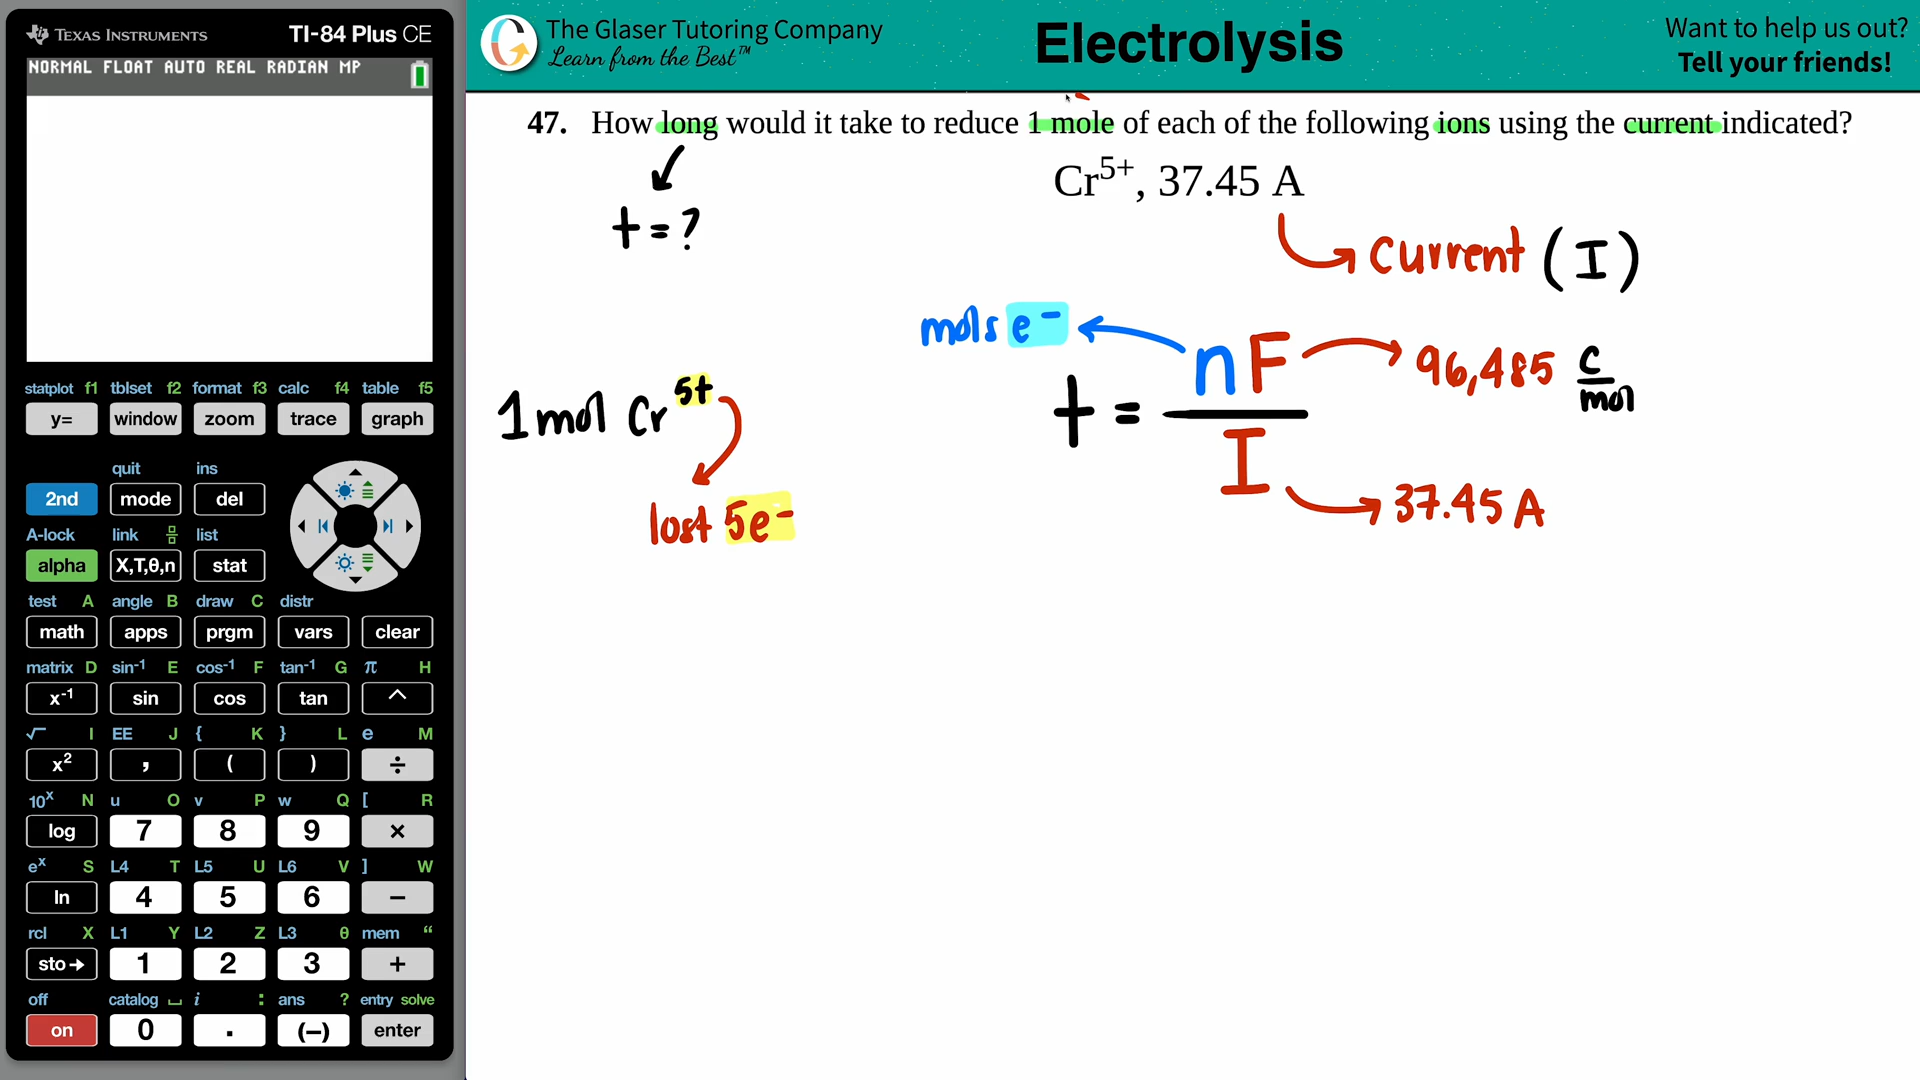 TEXAS INSTRUMENTS TI-84 Plus CE
NORMAL FLOAT AUTO REAL RADIAN MP
statplot f1 tblset f2 format f3 calc f4 table f5
y= window zoom trace graph
quit ins
2nd mode del
A-lock link list
alpha X,T,θ,n stat
test A angle B draw C distr
math apps prgm vars clear
matrix D sin⁻¹ E cos⁻¹ F tan⁻¹ G π H
x⁻¹ sin cos tan ^
√ I EE J { K } L e M
x² , ( ) ÷
10ˣ N u O v P w Q [ R
log 7 8 9 ×
eˣ S L4 T L5 U L6 V ] W
ln 4 5 6 −
rcl X L1 Y L2 Z L3 θ mem “
sto→ 1 2 3 +
off catalog ⎵ i : ans ? entry solve
on 0 . (−) enter
The Glaser Tutoring Company
Learn from the Best™
Electrolysis
Want to help us out?
Tell your friends!
47. How long would it take to reduce 1 mole of each of the following ions using the current indicated?
Cr⁵⁺, 37.45 A
t = ?
Current (I)
mols e⁻
t = nF / I
96,485 C/mol
37.45 A
1 mol Cr⁵⁺
lost 5e⁻